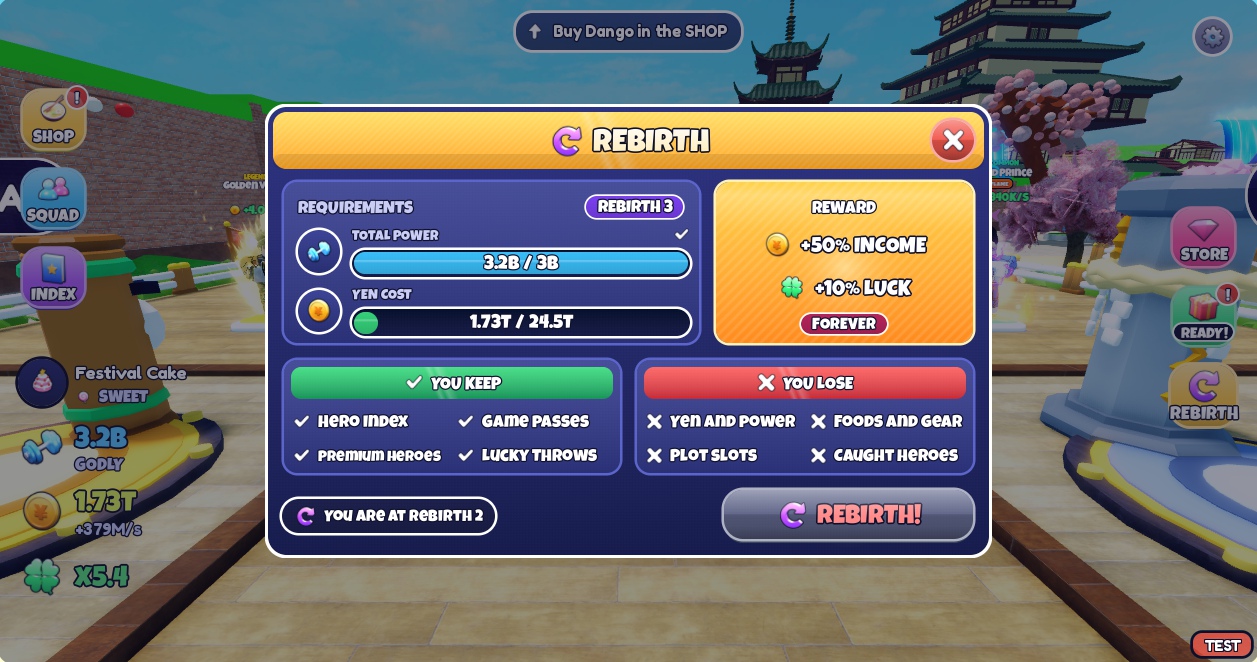 Buy Dango in the SHOP
SHOP
SQUAD
INDEX
Festival Cake
SWEET
3.2B
GODLY
1.73T
+379M/s
X5.4
REBIRTH
REQUIREMENTS
REBIRTH 3
TOTAL POWER
3.2B / 3B
YEN COST
1.73T / 24.5T
REWARD
+50% INCOME
+10% LUCK
FOREVER
YOU KEEP
HERO INDEX
GAME PASSES
PREMIUM HEROES
LUCKY THROWS
YOU LOSE
YEN AND POWER
FOODS AND GEAR
PLOT SLOTS
CAUGHT HEROES
YOU ARE AT REBIRTH 2
REBIRTH!
STORE
READY!
REBIRTH
TEST